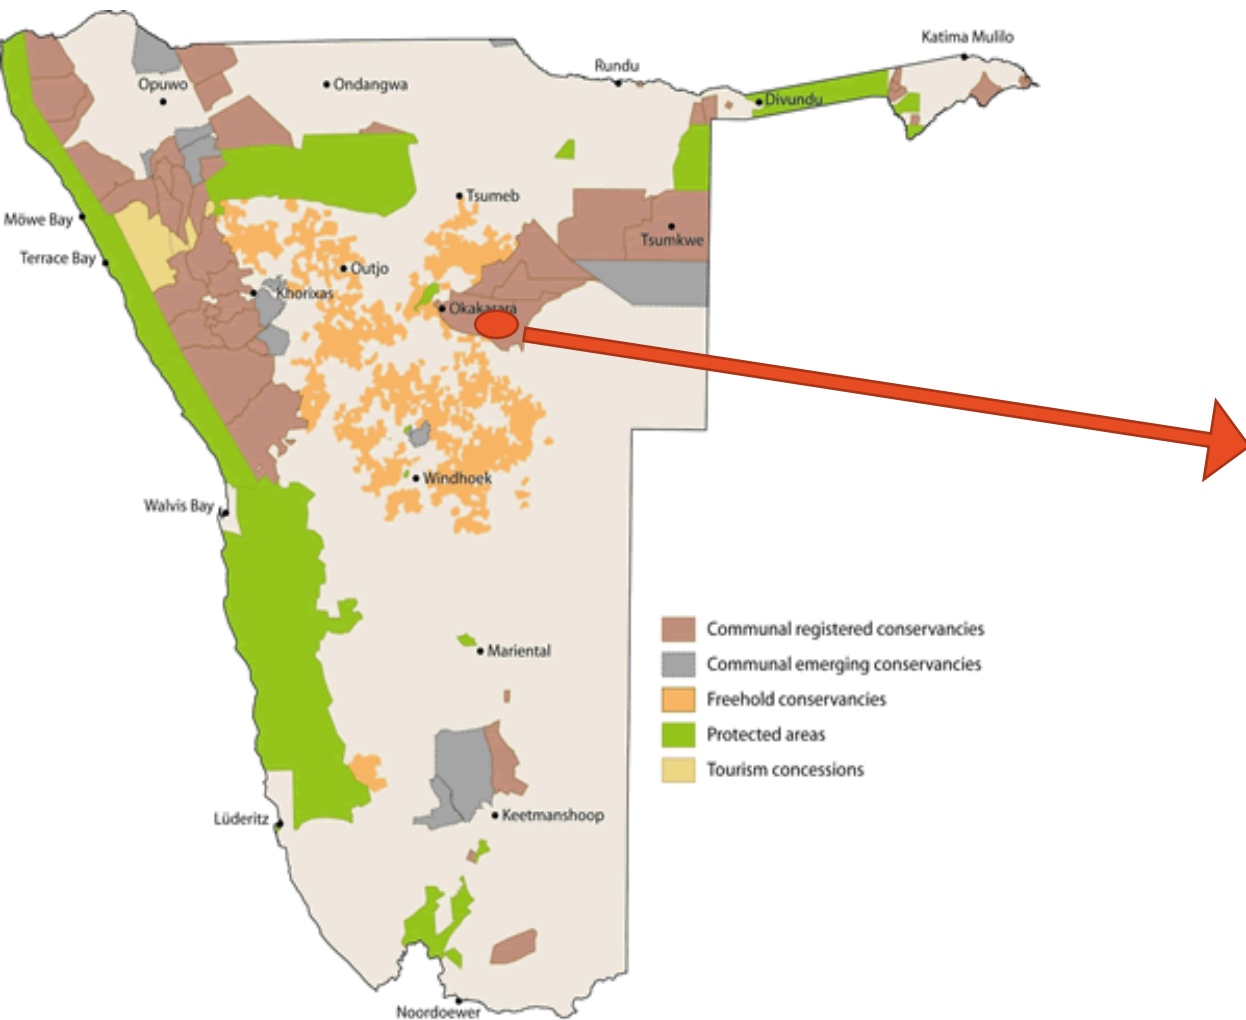 Katima Mulilo
Rundu
Opuwo
Ondangwa
Divundu
Tsumeb
Möwe Bay
Tsumkwe
Terrace Bay
Outjo
Khorixas
Okakarara
Windhoek
Walvis Bay
Communal registered conservancies
Mariental
Communal emerging conservancies
Freehold conservancies
Protected areas
Tourism concessions
Lüderitz
Keetmanshoop
Noordoewer